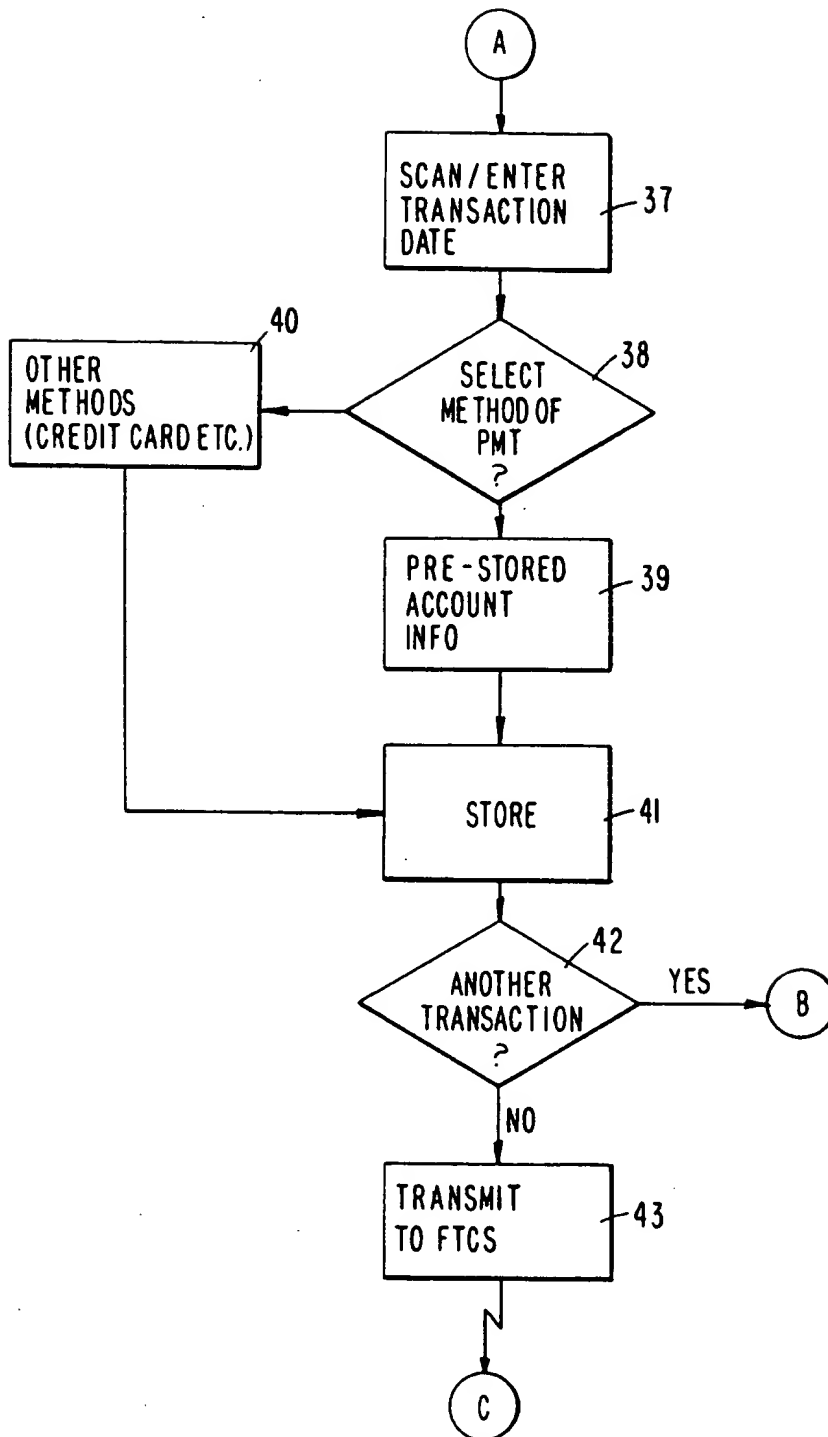 A
SCAN/ENTER
TRANSACTION
DATE
37
40
OTHER
METHODS
(CREDIT CARD ETC.)
38
SELECT
METHOD OF
PMT
?
PRE-STORED
ACCOUNT
INFO
39
STORE
41
42
ANOTHER
TRANSACTION
?
YES
B
NO
TRANSMIT
TO FTCS
43
C